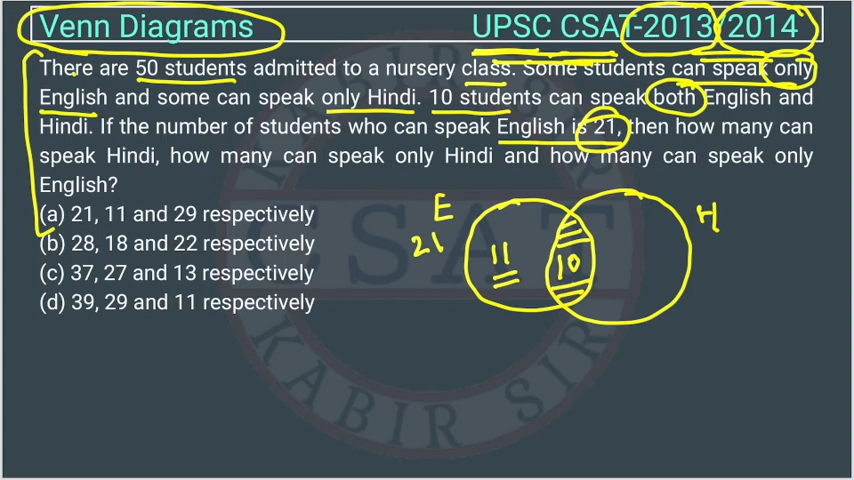 Venn Diagrams
UPSC CSAT-2013/2014
There are 50 students admitted to a nursery class. Some students can speak only
English and some can speak only Hindi. 10 students can speak both English and
Hindi. If the number of students who can speak English is 21, then how many can
speak Hindi, how many can speak only Hindi and how many can speak only
English?
(a) 21, 11 and 29 respectively
(b) 28, 18 and 22 respectively
(c) 37, 27 and 13 respectively
(d) 39, 29 and 11 respectively
E
H
21
11
10
CSAT
KABIR SIR
KABIR SIR